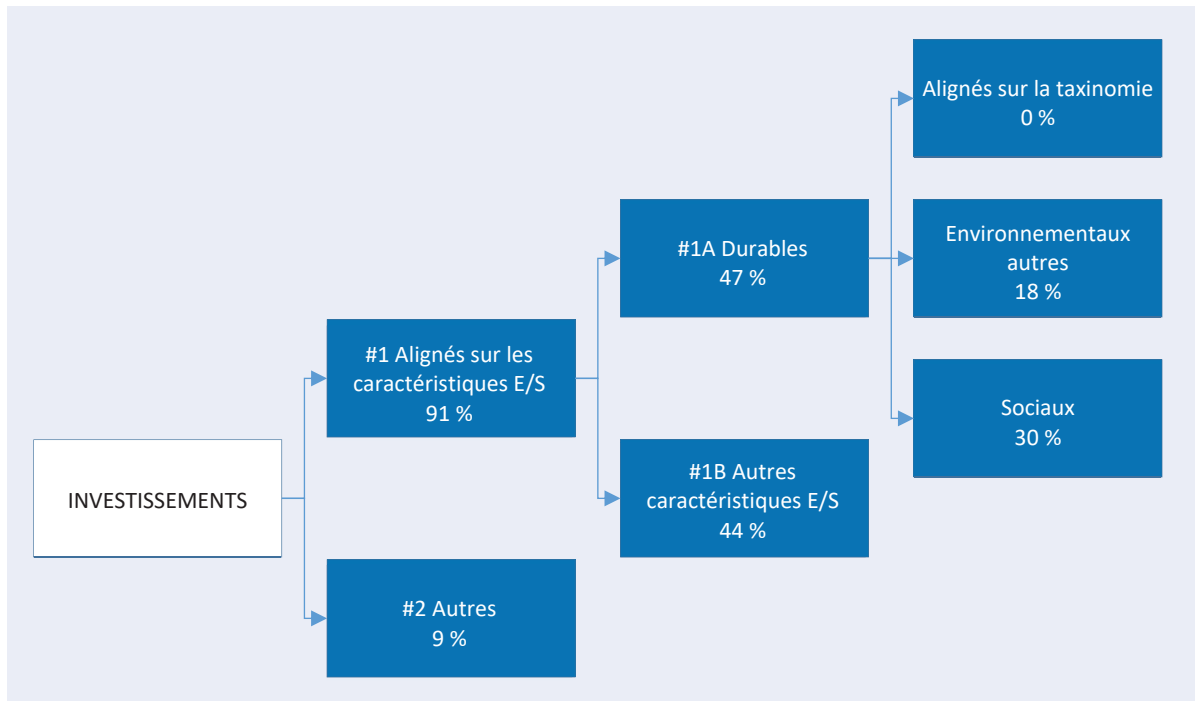 INVESTISSEMENTS
#1 Alignés sur les
caractéristiques E/S
91 %
#2 Autres
9 %
#1A Durables
47 %
#1B Autres
caractéristiques E/S
44 %
Alignés sur la taxinomie
0 %
Environnementaux
autres
18 %
Sociaux
30 %